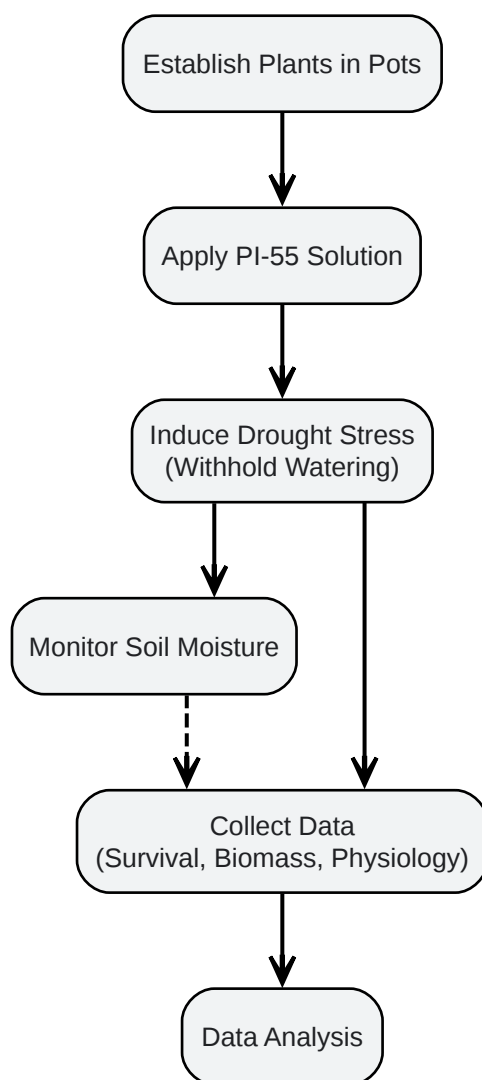 Establish Plants in Pots
Apply PI-55 Solution
Induce Drought Stress
(Withhold Watering)
Monitor Soil Moisture
Collect Data
(Survival, Biomass, Physiology)
Data Analysis